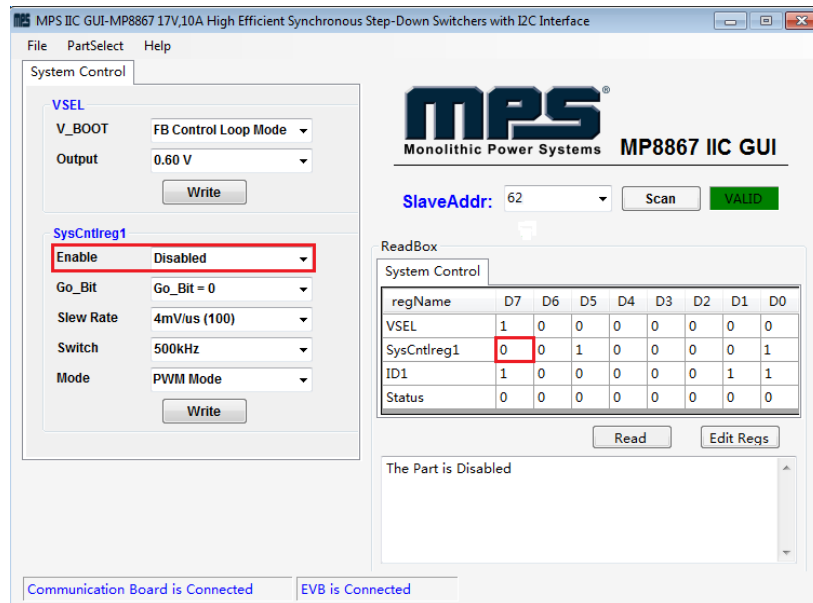 MPS IIC GUI-MP8867 17V,10A High Efficient Synchronous Step-Down Switchers with I2C Interface
File PartSelect Help
System Control
VSEL
V_BOOT FB Control Loop Mode
Output 0.60 V
Write
SysCntlreg1
Enable Disabled
Go_Bit Go_Bit = 0
Slew Rate 4mV/us (100)
Switch 500kHz
Mode PWM Mode
Write
mPS®
Monolithic Power Systems MP8867 IIC GUI
SlaveAddr: 62 Scan VALID
ReadBox
System Control
regName D7 D6 D5 D4 D3 D2 D1 D0
VSEL 1 0 0 0 0 0 0 0
SysCntlreg1 0 0 1 0 0 0 0 1
ID1 1 0 0 0 0 0 1 1
Status 0 0 0 0 0 0 0 0
Read Edit Regs
The Part is Disabled
Communication Board is Connected EVB is Connected